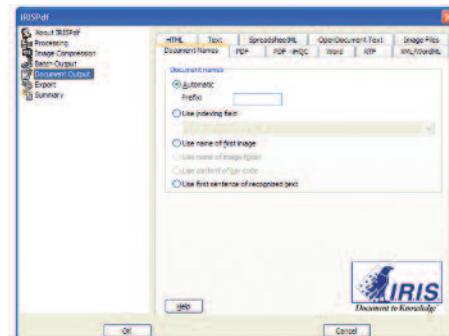 IRISPdf
About IRISPdf
Processing
Image Compression
Batch Output
Document Output
Export
Summary
HTML Text SpreadsheetML OpenDocument Text Image Files
Document Names PDF PDF-iHQC Word RTF XML/WordML
Document names
Automatic
Prefix:
Use indexing field
Use name of first image
Use name of image folder
Use content of bar code
Use first sentence of recognized text
IRIS
Document to Knowledge
Help
OK Cancel